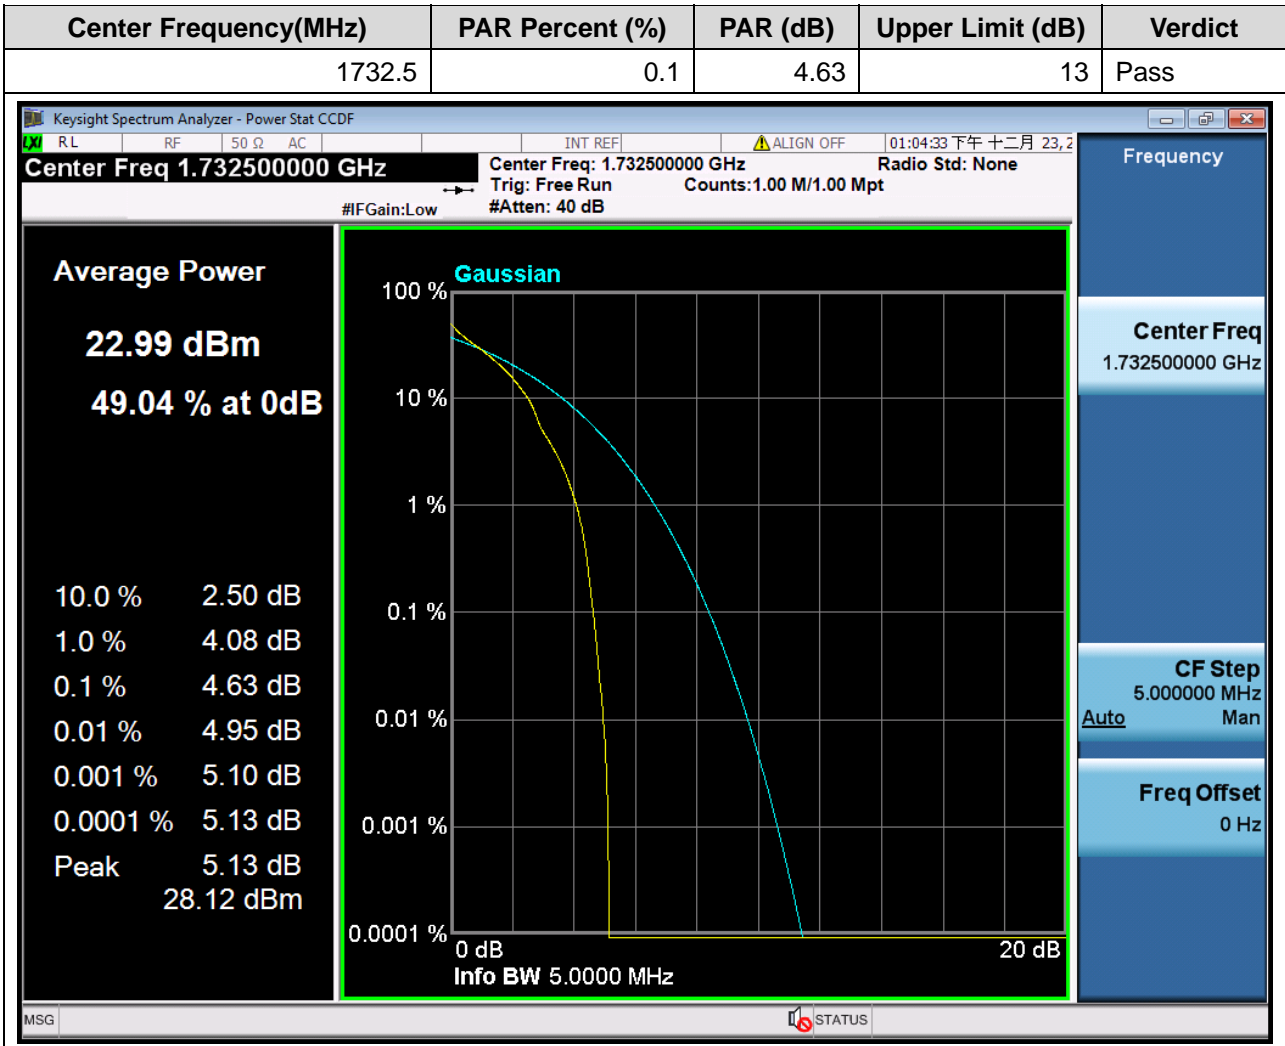 Center Frequency(MHz) PAR Percent (%) PAR (dB) Upper Limit (dB) Verdict
1732.5 0.1 4.63 13 Pass
Keysight Spectrum Analyzer - Power Stat CCDF
LXI RL RF 50 Ω AC INT REF ALIGN OFF 01:04:33 下午 十二月 23, 2
Center Freq 1.732500000 GHz
Center Freq: 1.732500000 GHz Radio Std: None
Trig: Free Run Counts:1.00 M/1.00 Mpt
#IFGain:Low #Atten: 40 dB
Frequency
Average Power
22.99 dBm
49.04 % at 0dB
10.0 % 2.50 dB
1.0 % 4.08 dB
0.1 % 4.63 dB
0.01 % 4.95 dB
0.001 % 5.10 dB
0.0001 % 5.13 dB
Peak 5.13 dB
28.12 dBm
Gaussian
100 %
10 %
1 %
0.1 %
0.01 %
0.001 %
0.0001 %
0 dB 20 dB
Info BW 5.0000 MHz
Center Freq
1.732500000 GHz
CF Step
5.000000 MHz
Auto Man
Freq Offset
0 Hz
MSG STATUS